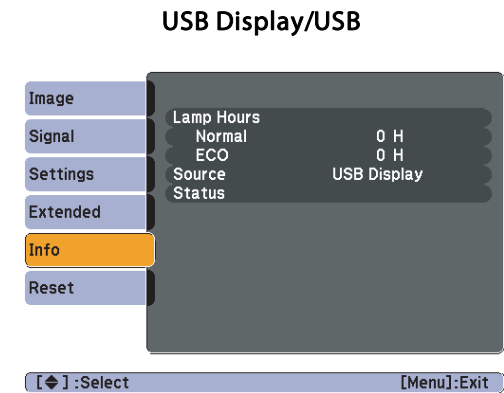 USB Display/USB
Image
Signal
Settings
Extended
Info
Reset
Lamp Hours
Normal 0 H
ECO 0 H
Source USB Display
Status
[◆] :Select [Menu]:Exit